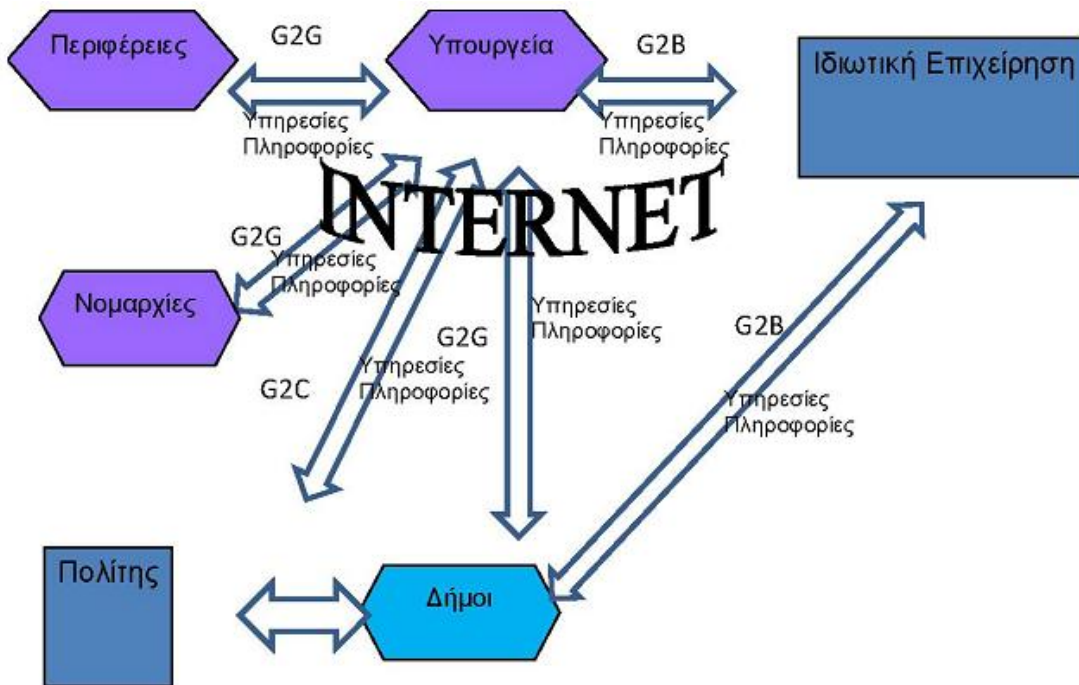 Περιφέρειες
G2G
Υπουργεία
G2B
Ιδιωτική Επιχείρηση
Υπηρεσίες
Πληροφορίες
Υπηρεσίες
Πληροφορίες
INTERNET
G2G
Υπηρεσίες
Πληροφορίες
Νομαρχίες
Υπηρεσίες
Πληροφορίες
G2G
G2B
G2C
Υπηρεσίες
Πληροφορίες
Υπηρεσίες
Πληροφορίες
Πολίτης
Δήμοι